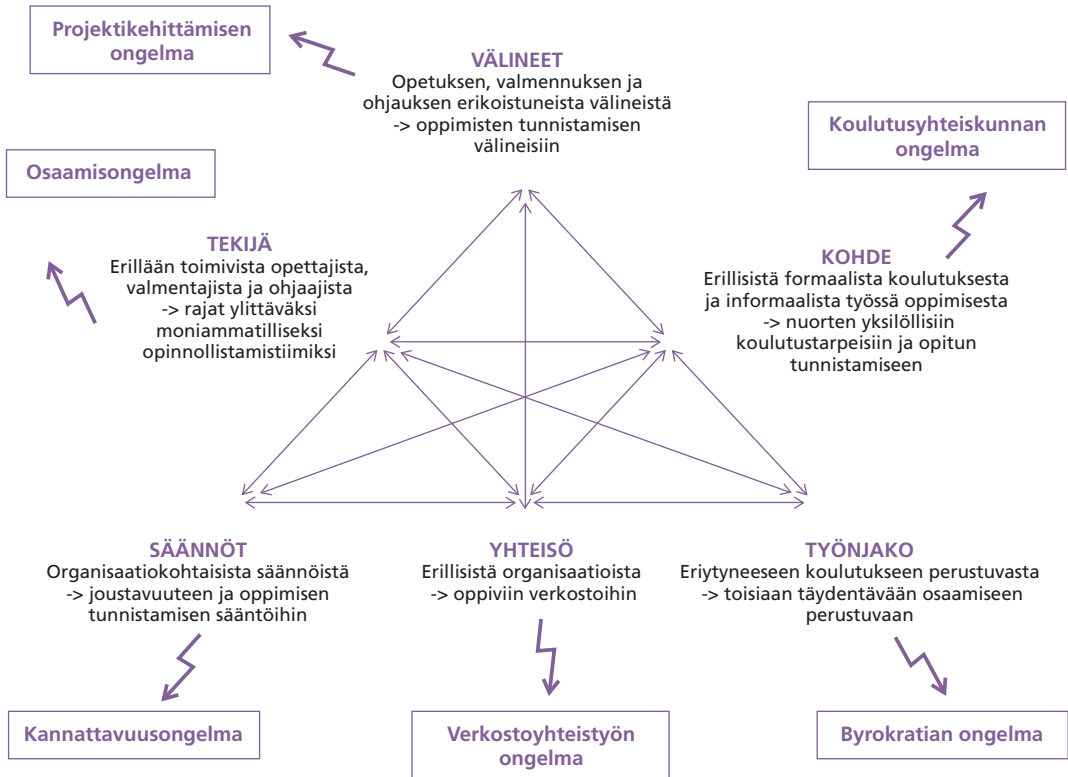 Projektikehittämisen
ongelma
VÄLINEET
Opetuksen, valmennuksen ja
ohjauksen erikoistuneista välineistä
-> oppimisten tunnistamisen
välineisiin
Koulutusyhteiskunnan
ongelma
Osaamisongelma
TEKIJÄ
Erillään toimivista opettajista,
valmentajista ja ohjaajista
-> rajat ylittäväksi
moniammatilliseksi
opinnollistamistiimiksi
KOHDE
Erillisistä formaalista koulutuksesta
ja informaalista työssä oppimisesta
-> nuorten yksilöllisiin
koulutustarpeisiin ja opitun
tunnistamiseen
SÄÄNNÖT
Organisaatiokohtaisista säännöistä
-> joustavuuteen ja oppimisen
tunnistamisen sääntöihin
YHTEISÖ
Erillisistä organisaatioista
-> oppiviin verkostoihin
TYÖNJAKO
Eriytyneeseen koulutukseen perustuvasta
-> toisiaan täydentävään osaamiseen
perustuvaan
Kannattavuusongelma
Verkostoyhteistyön
ongelma
Byrokratian ongelma